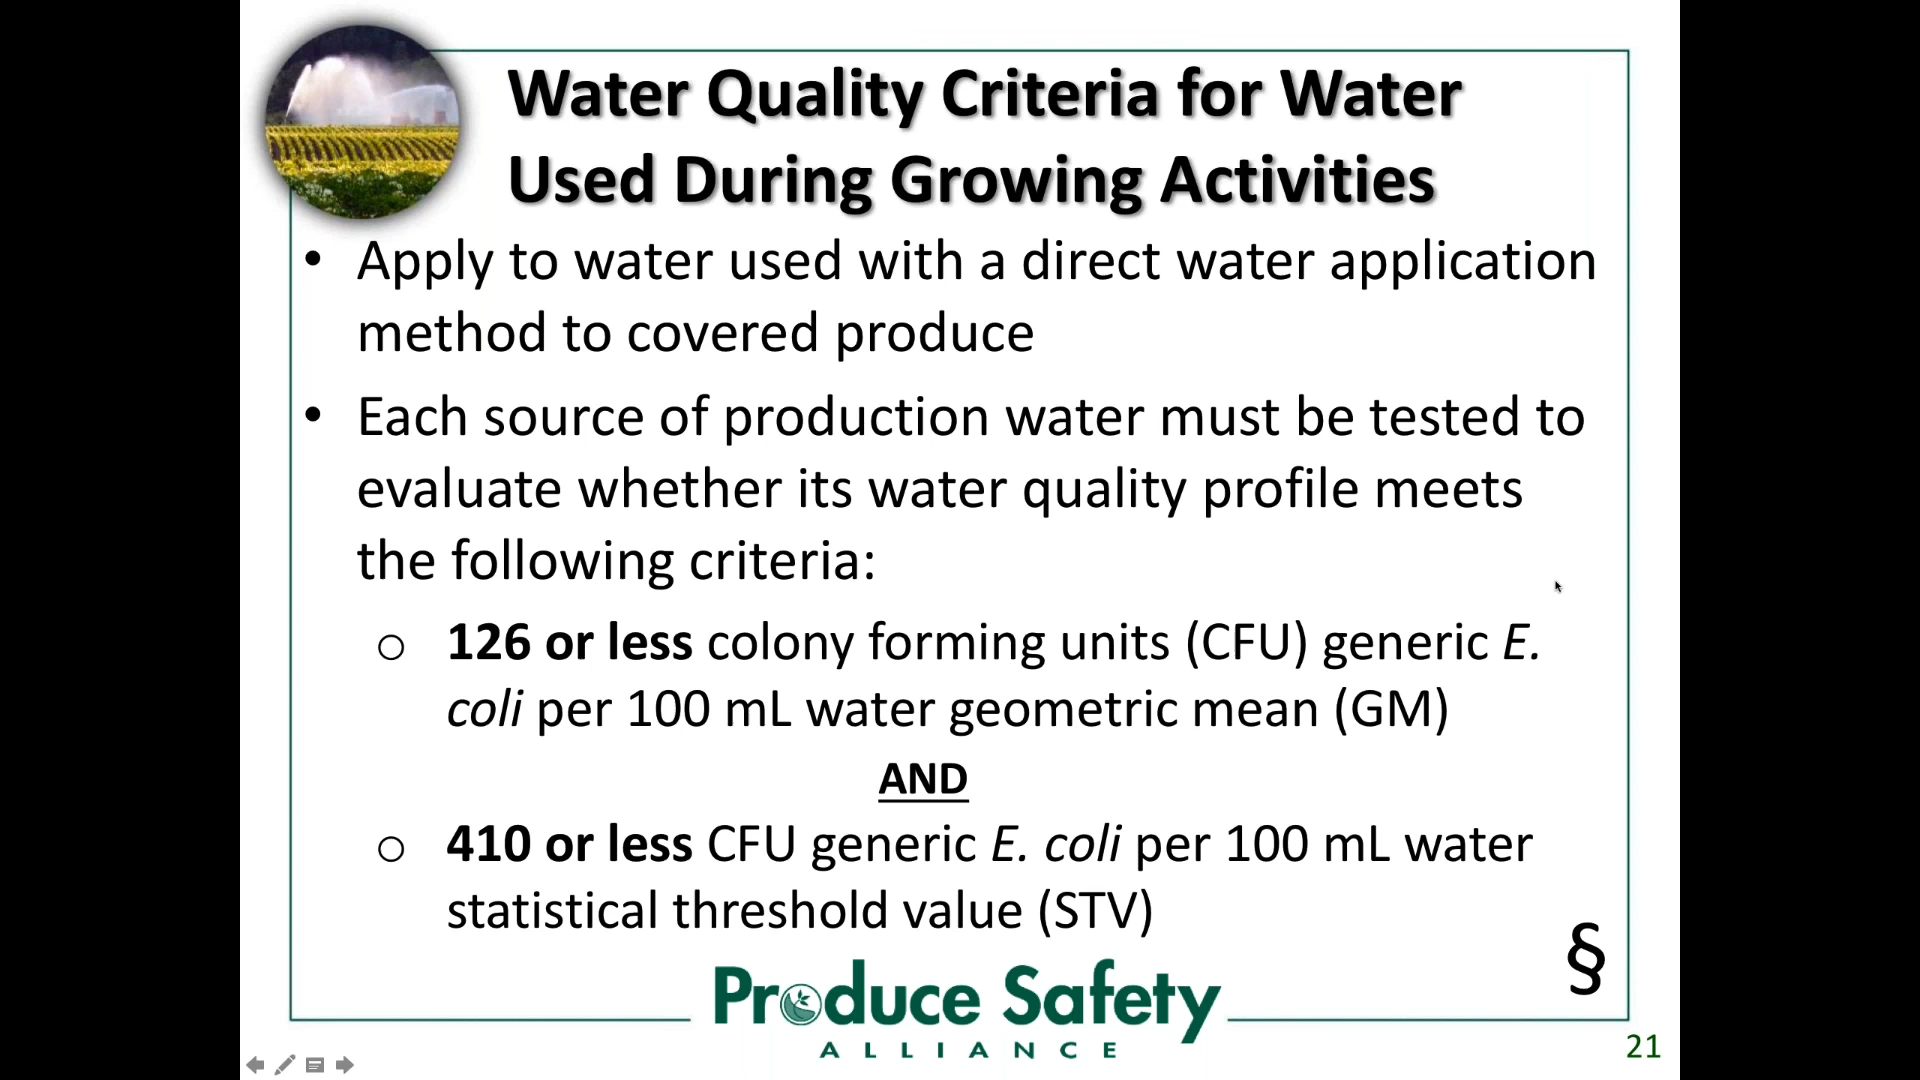 Water Quality Criteria for Water
Used During Growing Activities
• Apply to water used with a direct water application
method to covered produce
• Each source of production water must be tested to
evaluate whether its water quality profile meets
the following criteria:
o 126 or less colony forming units (CFU) generic E.
coli per 100 mL water geometric mean (GM)
AND
o 410 or less CFU generic E. coli per 100 mL water
statistical threshold value (STV)
§
Produce Safety
ALLIANCE
21